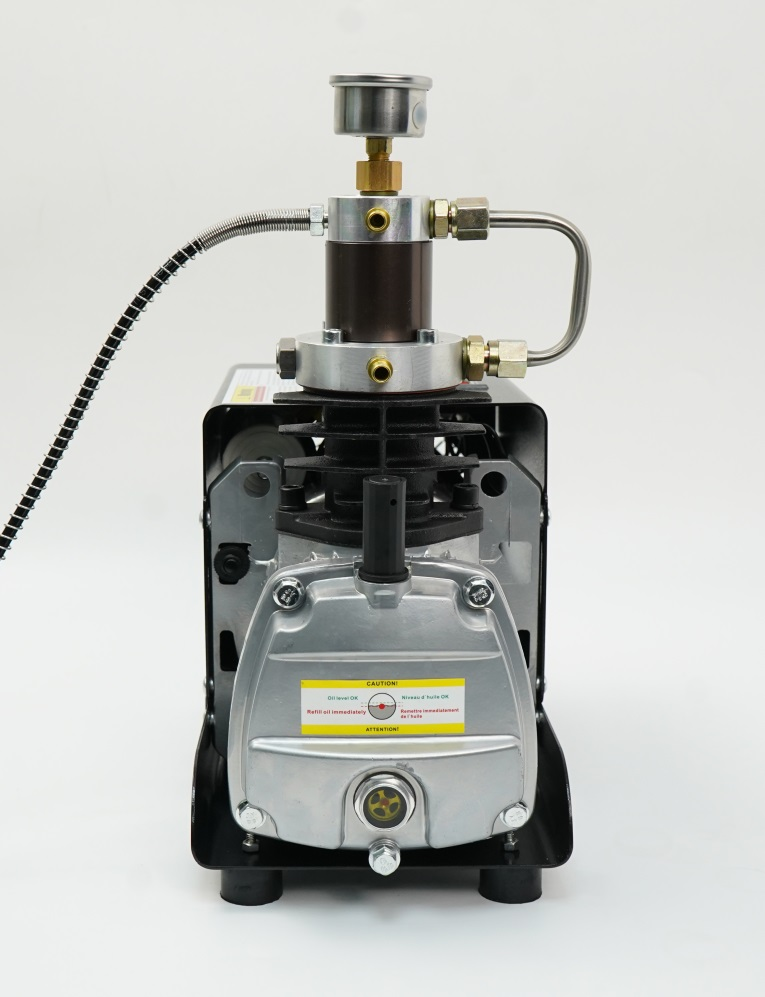 CAUTION!
Oil level OK
Niveau d'huile OK
Refill oil immediately
Remettre immediatement
de l'huile
ATTENTION!